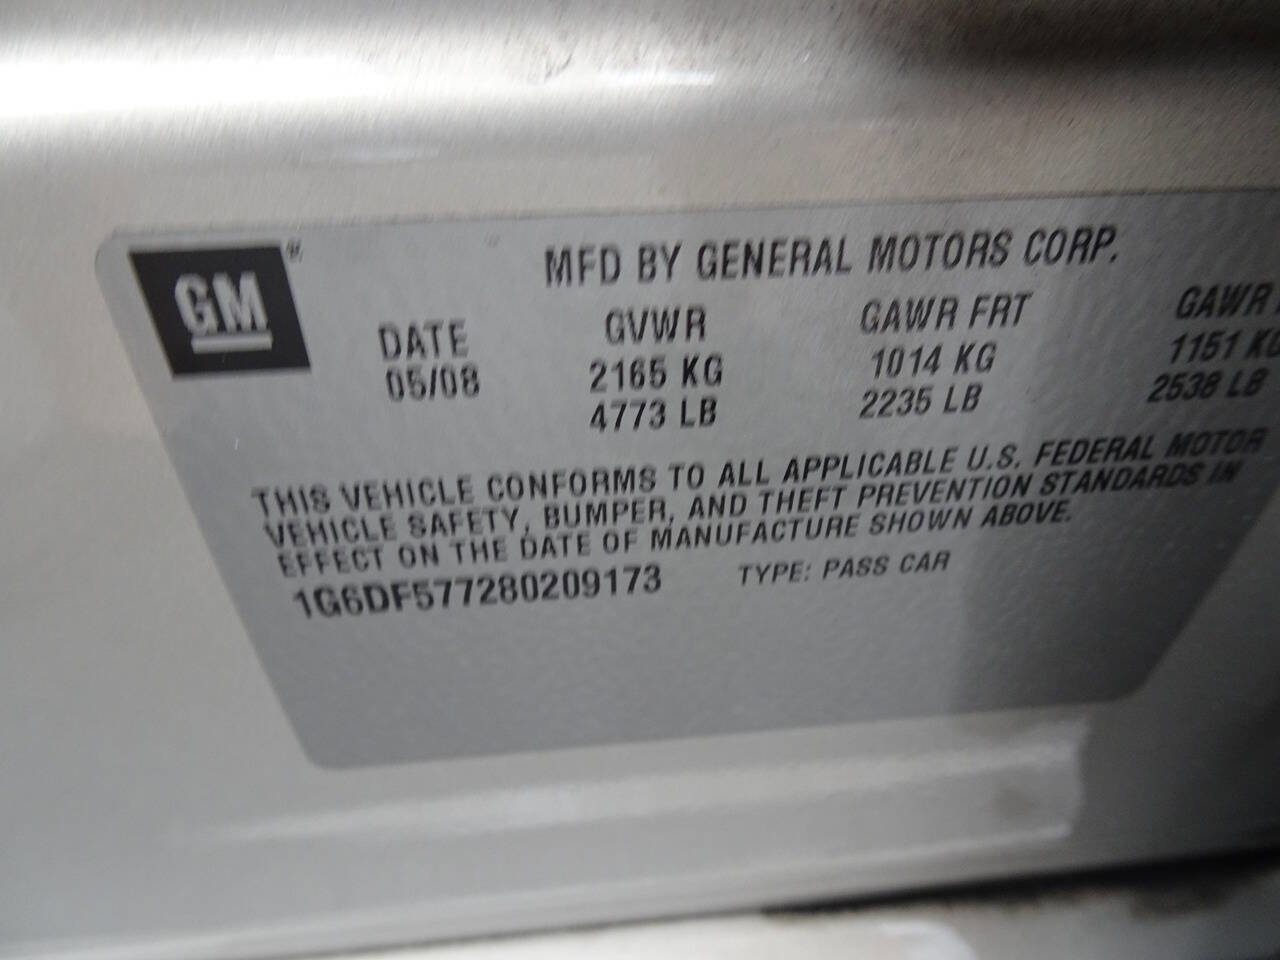 GM ®
MFD BY GENERAL MOTORS CORP.
DATE GVWR GAWR FRT GAWR
05/08 2165 KG 1014 KG 1151 KG
4773 LB 2235 LB 2538 LB
THIS VEHICLE CONFORMS TO ALL APPLICABLE U.S. FEDERAL MOTOR
VEHICLE SAFETY, BUMPER, AND THEFT PREVENTION STANDARDS IN
EFFECT ON THE DATE OF MANUFACTURE SHOWN ABOVE.
1G6DF577280209173 TYPE: PASS CAR